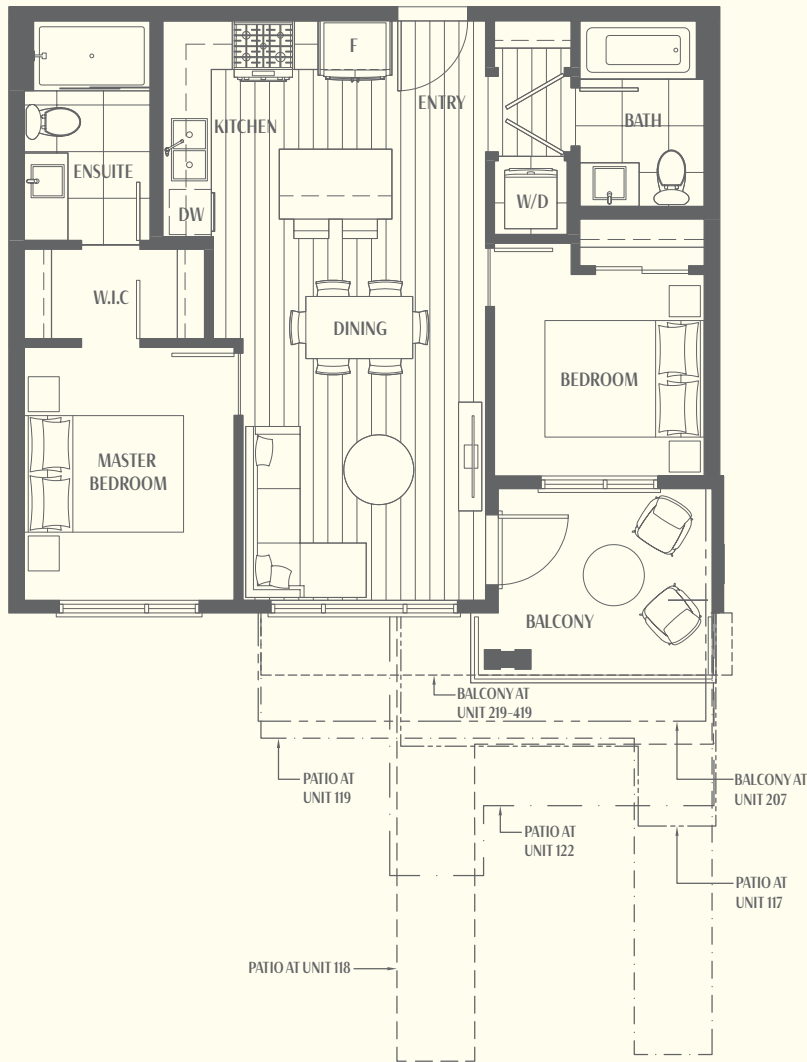 F
ENTRY
KITCHEN
BATH
ENSUITE
W/D
DW
W.I.C
DINING
BEDROOM
MASTER
BEDROOM
BALCONY
BALCONY AT
UNIT 219-419
PATIO AT
UNIT 119
BALCONY AT
UNIT 207
PATIO AT
UNIT 122
PATIO AT
UNIT 117
PATIO AT UNIT 118